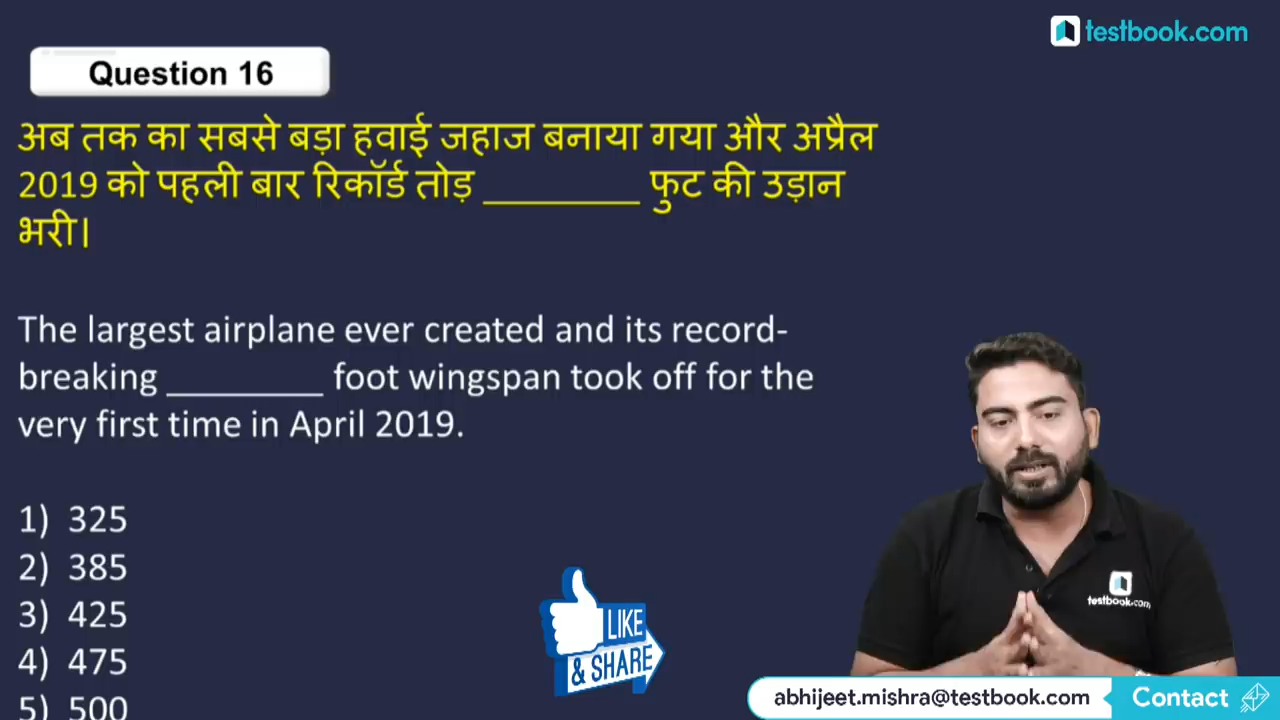 testbook.com
Question 16
अब तक का सबसे बड़ा हवाई जहाज बनाया गया और अप्रैल
2019 को पहली बार रिकॉर्ड तोड़ ________ फुट की उड़ान
भरी।
The largest airplane ever created and its record-
breaking ________ foot wingspan took off for the
very first time in April 2019.
1) 325
2) 385
3) 425
4) 475
5) 500
LIKE
& SHARE
testbook.com
abhijeet.mishra@testbook.com Contact